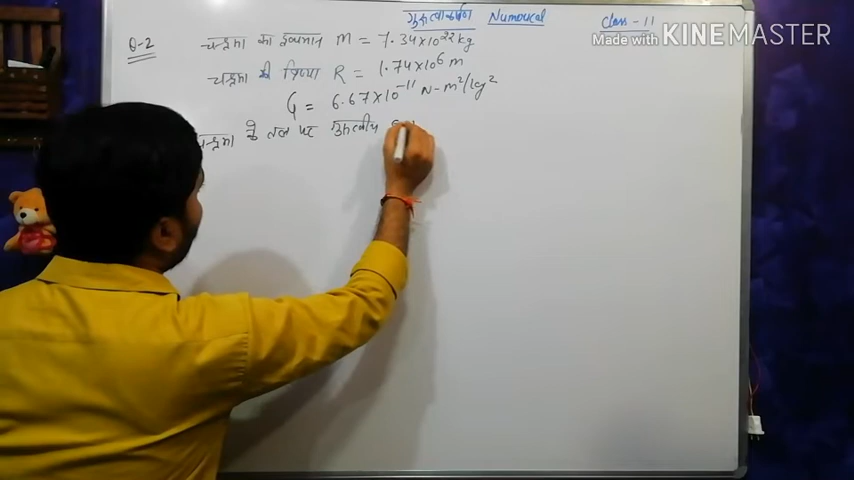 गुरुत्वाकर्षण Numerical Class-11
Made with KINEMASTER
Q-2 चन्द्रमा का द्रव्यमान M = 7.34×10²² kg
चन्द्रमा की त्रिज्या R = 1.74×10⁶ m
G = 6.67×10⁻¹¹ N-m²/kg²
चन्द्रमा के तल पर गुरुत्वीय